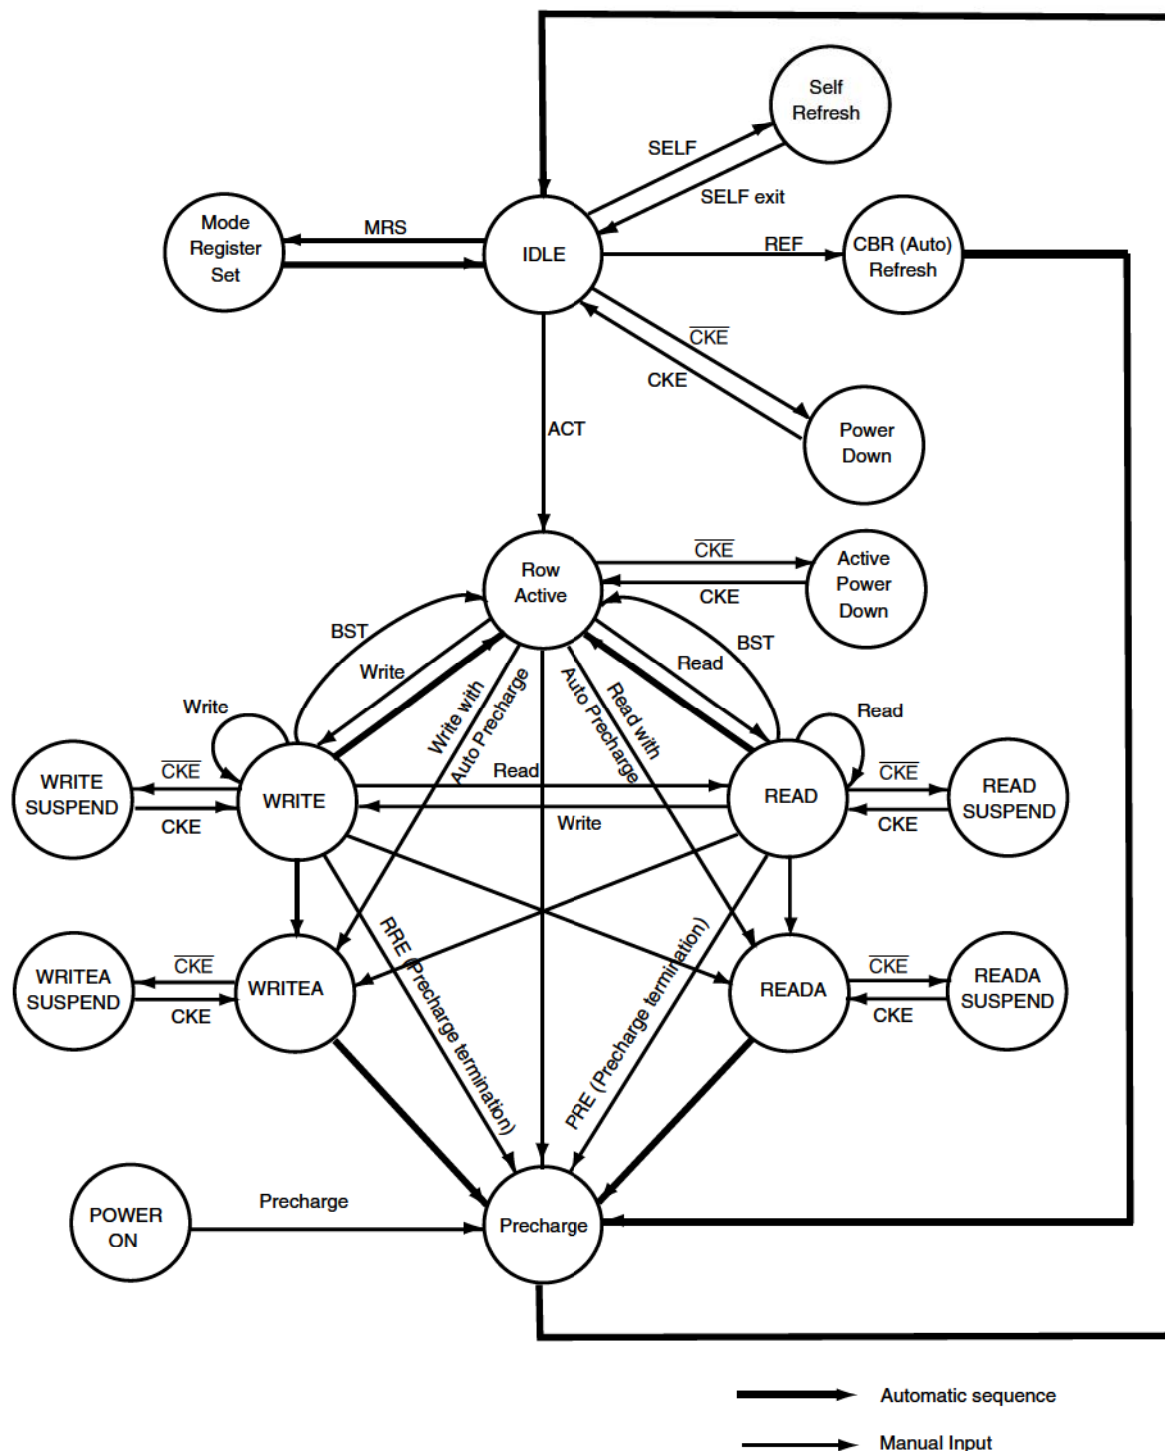 Self
Refresh
SELF
SELF exit
Mode
Register
Set
MRS
IDLE
REF
CBR (Auto)
Refresh
CKE
CKE
Power
Down
ACT
Row
Active
CKE
CKE
Active
Power
Down
BST
Write
Write with
Auto Precharge
Read with
Auto Precharge
Read
BST
Write
Read
WRITE
SUSPEND
CKE
CKE
WRITE
Read
Write
READ
CKE
CKE
READ
SUSPEND
WRITEA
SUSPEND
CKE
CKE
WRITEA
RRE (Precharge termination)
PRE (Precharge termination)
READA
CKE
CKE
READA
SUSPEND
POWER
ON
Precharge
Precharge
Automatic sequence
Manual Input